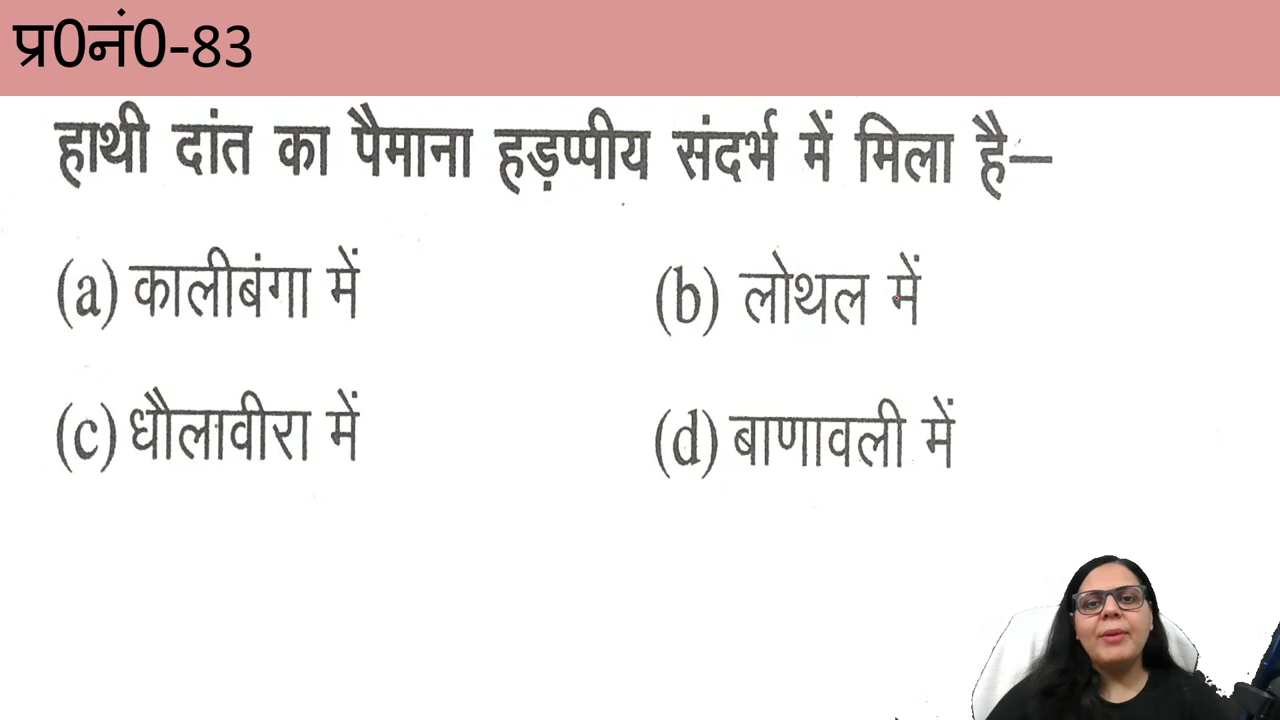 प्र0नं0-83
हाथी दांत का पैमाना हड़प्पीय संदर्भ में मिला है—
(a) कालीबंगा में (b) लोथल में
(c) धौलावीरा में (d) बाणावली में